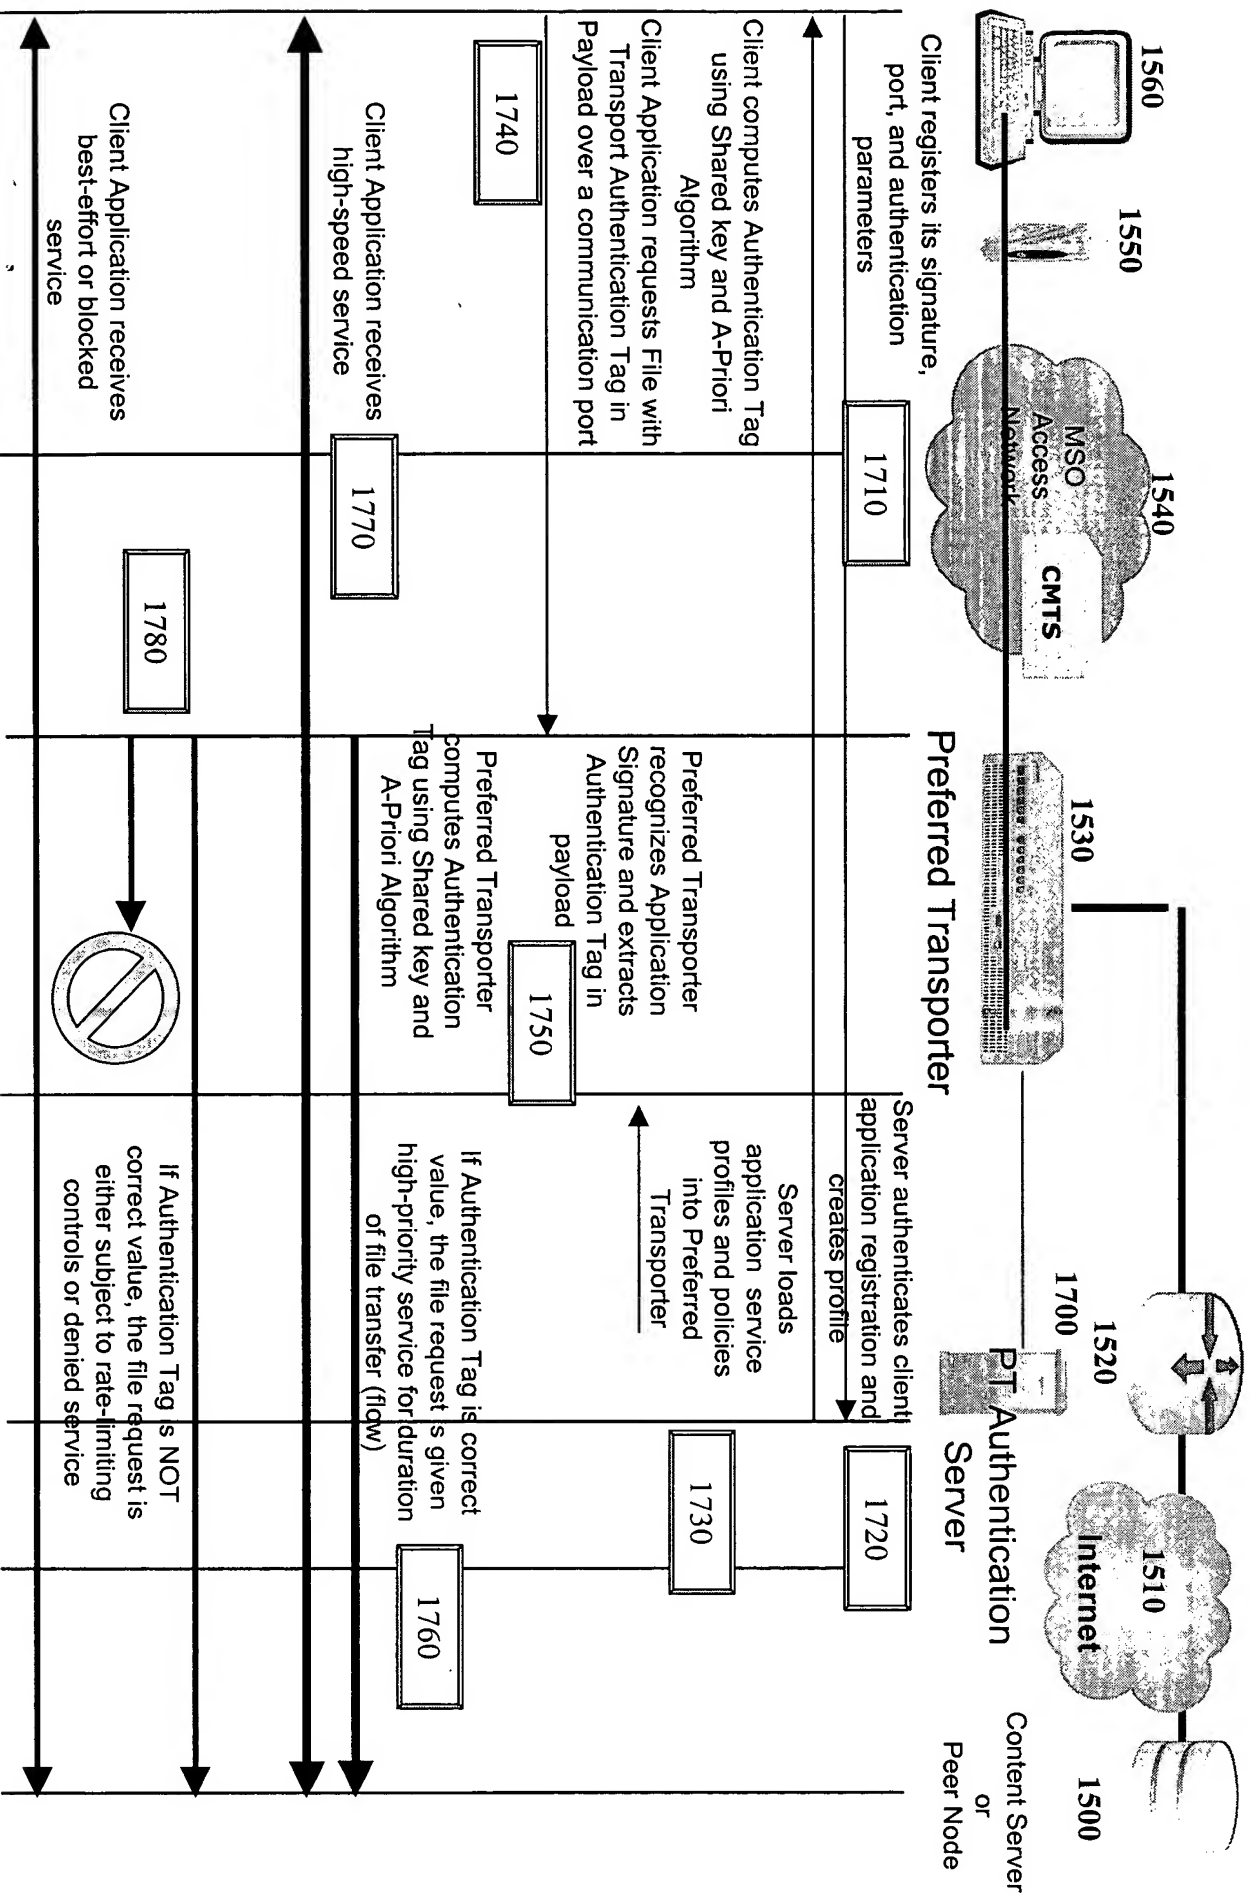 1560
1550
1540
MSO
Access
Network
CMTS
1530
Preferred Transporter
1520
1700
PT Authentication
Server
1510
Internet
1500
Content Server
or
Peer Node
Client registers its signature,
port, and authentication
parameters
1710
Server authenticates client
application registration and
creates profile
1720
Client computes Authentication Tag
using Shared key and A-Priori
Algorithm
Server loads
application service
profiles and policies
into Preferred
Transporter
1730
Client Application requests File with
Transport Authentication Tag in
Payload over a communication port
1740
Preferred Transporter
recognizes Application
Signature and extracts
Authentication Tag in
payload
1750
Preferred Transporter
computes Authentication
Tag using Shared key and
A-Priori Algorithm
If Authentication Tag is correct
value, the file request is given
high-priority service for duration
of file transfer (flow)
1760
Client Application receives
high-speed service
1770
1780
If Authentication Tag is NOT
correct value, the file request is
either subject to rate-limiting
controls or denied service
Client Application receives
best-effort or blocked
service